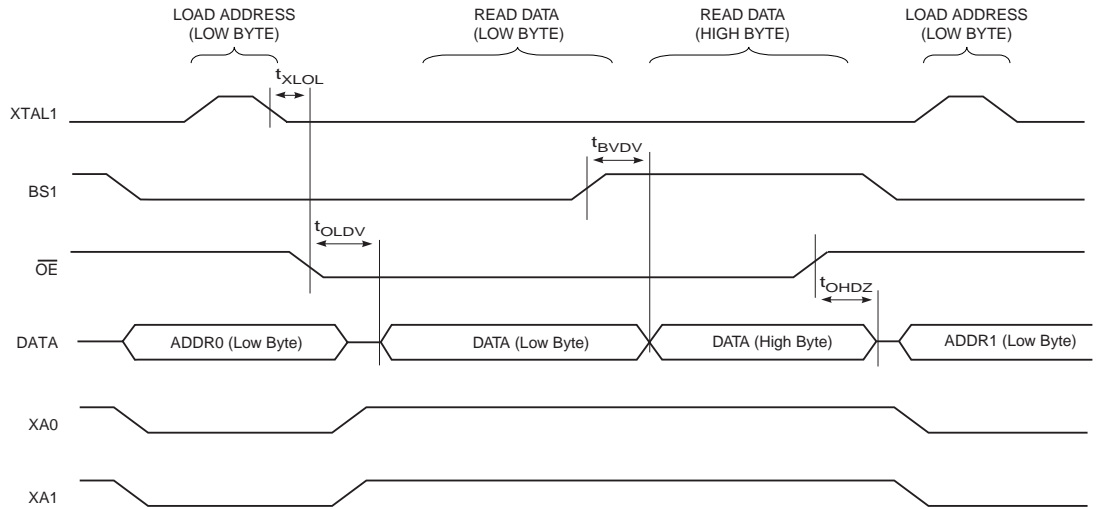 LOAD ADDRESS
(LOW BYTE)
READ DATA
(LOW BYTE)
READ DATA
(HIGH BYTE)
LOAD ADDRESS
(LOW BYTE)
tXLOL
XTAL1
tBVDV
BS1
tOLDV
OE
tOHDZ
DATA
ADDR0 (Low Byte)
DATA (Low Byte)
DATA (High Byte)
ADDR1 (Low Byte)
XA0
XA1